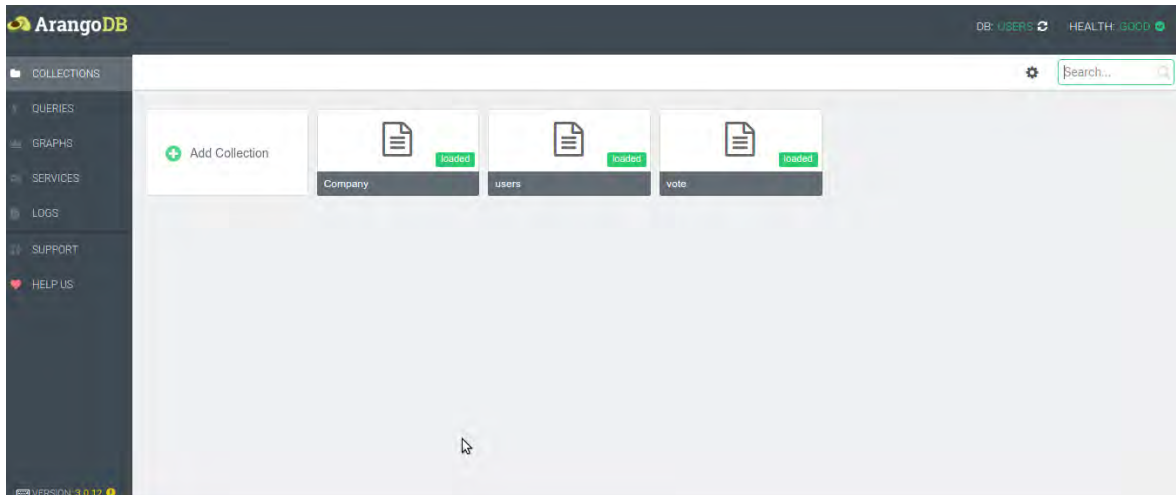 ArangoDB
DB: USERS HEALTH: GOOD
COLLECTIONS
Search...
QUERIES
GRAPHS
Add Collection
loaded
loaded
loaded
SERVICES
Company
users
vote
LOGS
SUPPORT
HELP US
VERSION: 3.0.12